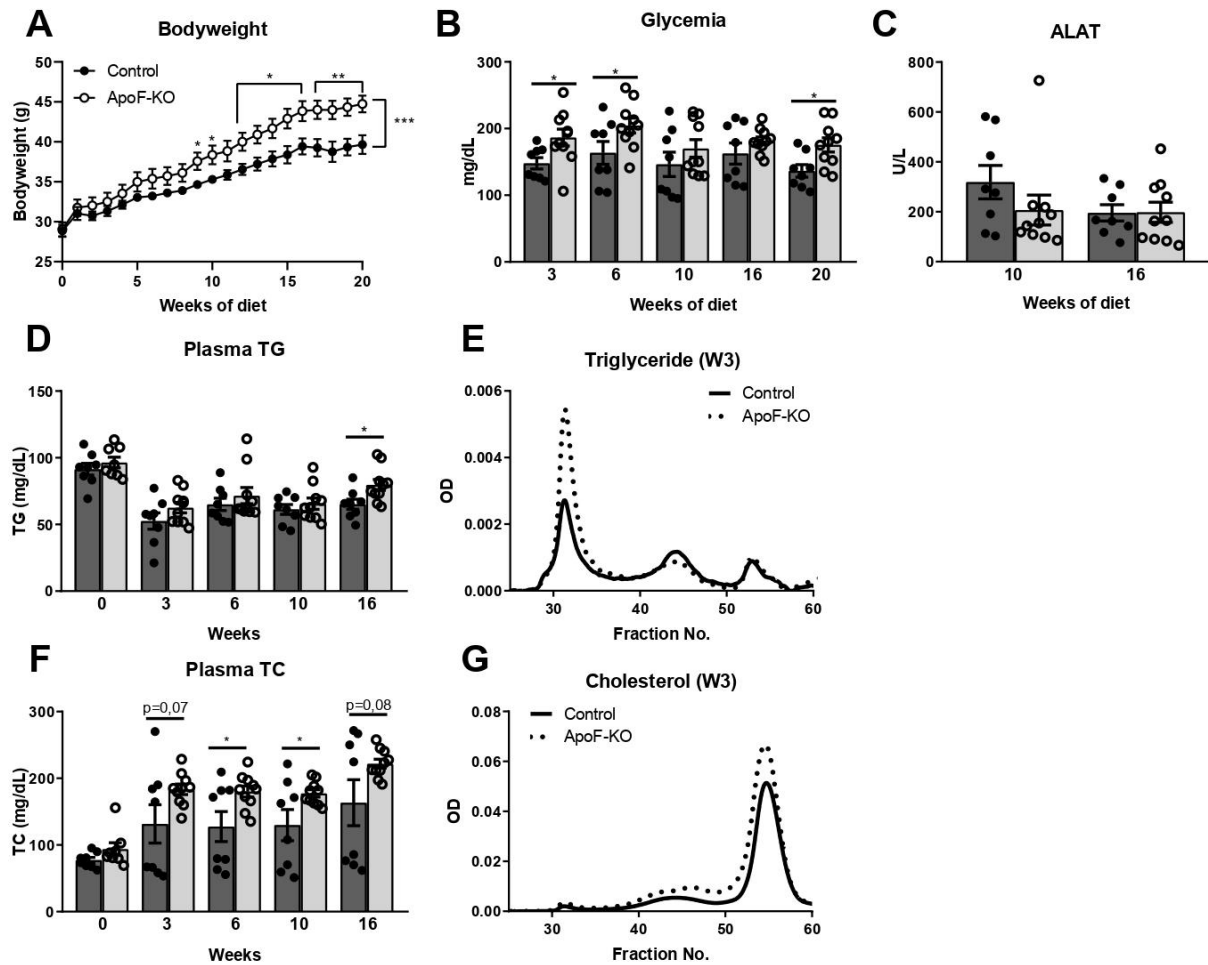 A
Bodyweight
Control
ApoF-KO
*
**
*
*
***
Bodyweight (g)
50
45
40
35
30
25
0
5
10
15
20
Weeks of diet
B
Glycemia
*
*
*
mg/dL
300
200
100
0
3
6
10
16
20
Weeks of diet
C
ALAT
U/L
800
600
400
200
0
10
16
Weeks of diet
D
Plasma TG
*
TG (mg/dL)
150
100
50
0
0
3
6
10
16
Weeks
E
Triglyceride (W3)
Control
ApoF-KO
OD
0.006
0.004
0.002
0.000
30
40
50
60
Fraction No.
F
Plasma TC
p=0,07
*
*
p=0,08
TC (mg/dL)
300
200
100
0
0
3
6
10
16
Weeks
G
Cholesterol (W3)
Control
ApoF-KO
OD
0.08
0.06
0.04
0.02
0.00
30
40
50
60
Fraction No.